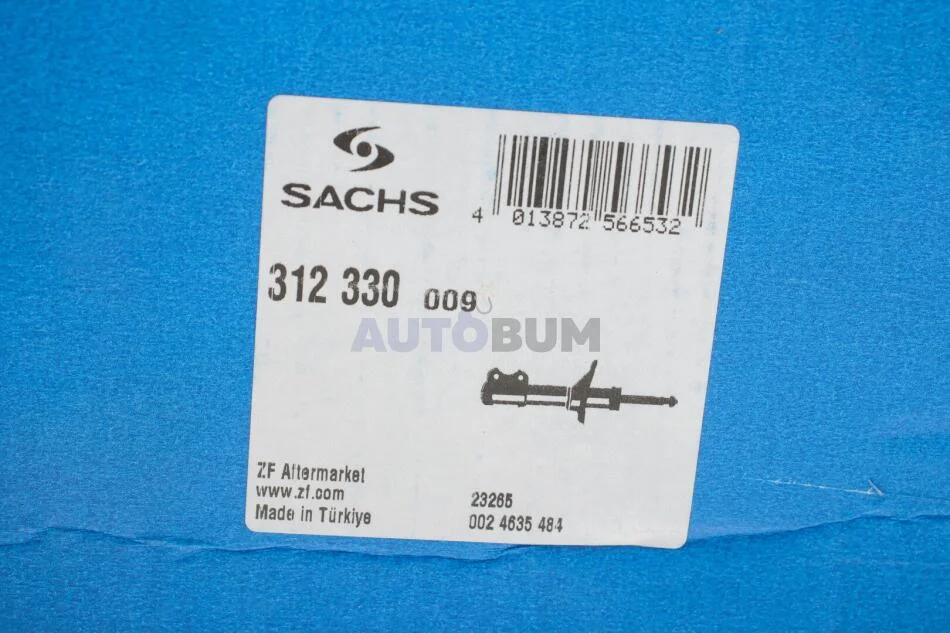 SACHS
4 013872 566532
312 330 009
AUTOBUM
ZF Aftermarket
www.zf.com
Made in Türkiye
23265
002 4635 484